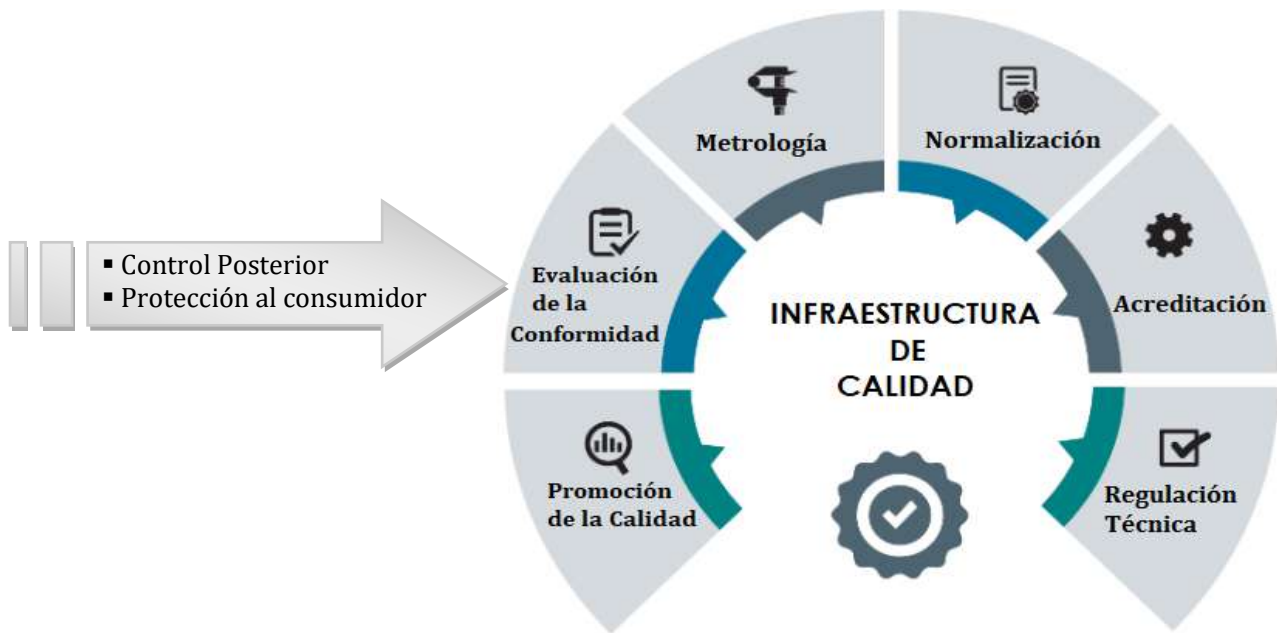 ▪ Control Posterior
▪ Protección al consumidor
Promoción
de la Calidad
Evaluación
de la
Conformidad
Metrología
Normalización
Acreditación
Regulación
Técnica
INFRAESTRUCTURA
DE
CALIDAD